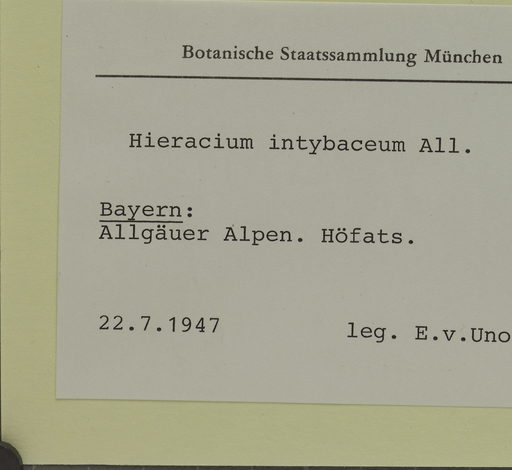 Botanische Staatssammlung München
Hieracium intybaceum All.
Bayern:
Allgäuer Alpen. Höfats.
22.7.1947 leg. E.v.Uno